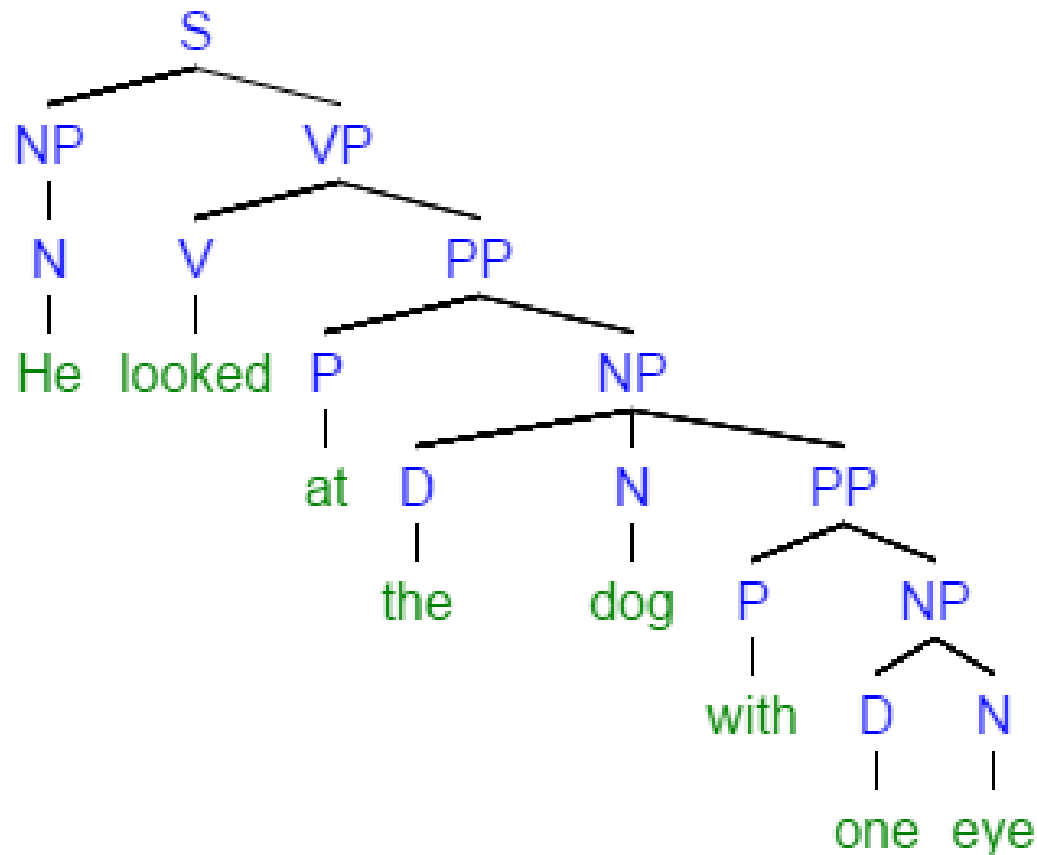 S
NP VP
N V PP
He looked P NP
at D N PP
the dog P NP
with D N
one eye